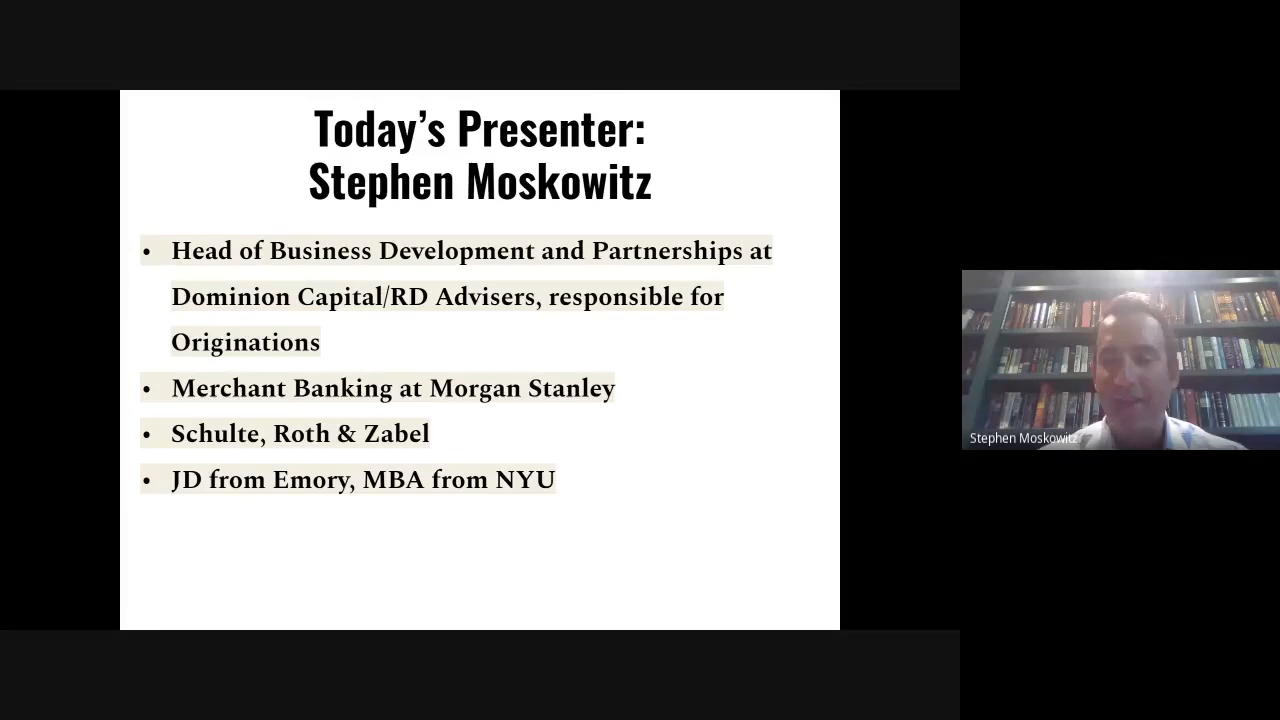 Today’s Presenter:
Stephen Moskowitz
• Head of Business Development and Partnerships at
Dominion Capital/RD Advisers, responsible for
Originations
• Merchant Banking at Morgan Stanley
• Schulte, Roth & Zabel
• JD from Emory, MBA from NYU
Stephen Moskowitz